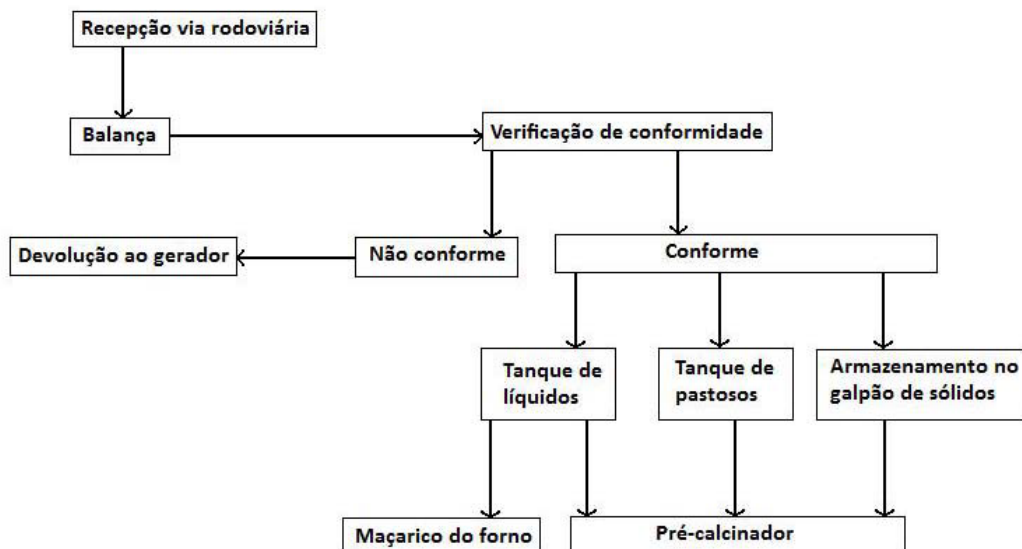 Recepção via rodoviária
Balança
Verificação de conformidade
Devolução ao gerador
Não conforme
Conforme
Tanque de
líquidos
Tanque de
pastosos
Armazenamento no
galpão de sólidos
Maçarico do forno
Pré-calcinador